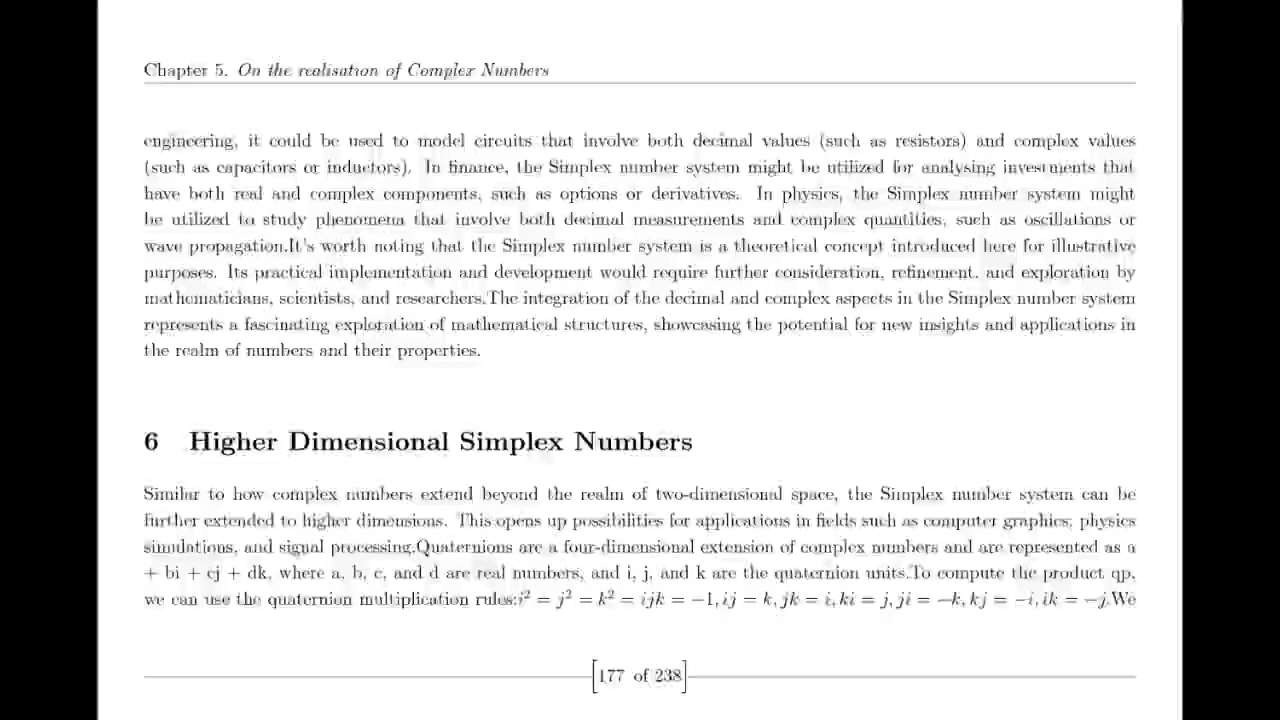 Chapter 5. On the realisation of Complex Numbers
engineering, it could be used to model circuits that involve both decimal values (such as resistors) and complex values
(such as capacitors or inductors). In finance, the Simplex number system might be utilized for analysing investments that
have both real and complex components, such as options or derivatives. In physics, the Simplex number system might
be utilized to study phenomena that involve both decimal measurements and complex quantities, such as oscillations or
wave propagation.It's worth noting that the Simplex number system is a theoretical concept introduced here for illustrative
purposes. Its practical implementation and development would require further consideration, refinement, and exploration by
mathematicians, scientists, and researchers.The integration of the decimal and complex aspects in the Simplex number system
represents a fascinating exploration of mathematical structures, showcasing the potential for new insights and applications in
the realm of numbers and their properties.
6 Higher Dimensional Simplex Numbers
Similar to how complex numbers extend beyond the realm of two-dimensional space, the Simplex number system can be
further extended to higher dimensions. This opens up possibilities for applications in fields such as computer graphics, physics
simulations, and signal processing.Quaternions are a four-dimensional extension of complex numbers and are represented as a
+ bi + cj + dk, where a, b, c, and d are real numbers, and i, j, and k are the quaternion units.To compute the product qp,
we can use the quaternion multiplication rules:i² = j² = k² = ijk = −1, ij = k, jk = i, ki = j, ji = −k, kj = −i, ik = −j.We
[177 of 238]